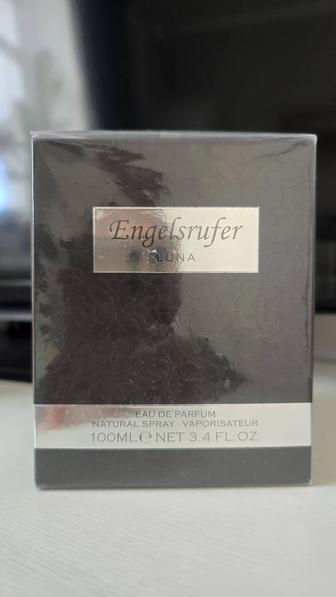 Engelsrufer
LUNA
EAU DE PARFUM
NATURAL SPRAY · VAPORISATEUR
100ML ℮ NET 3.4 FL.OZ.